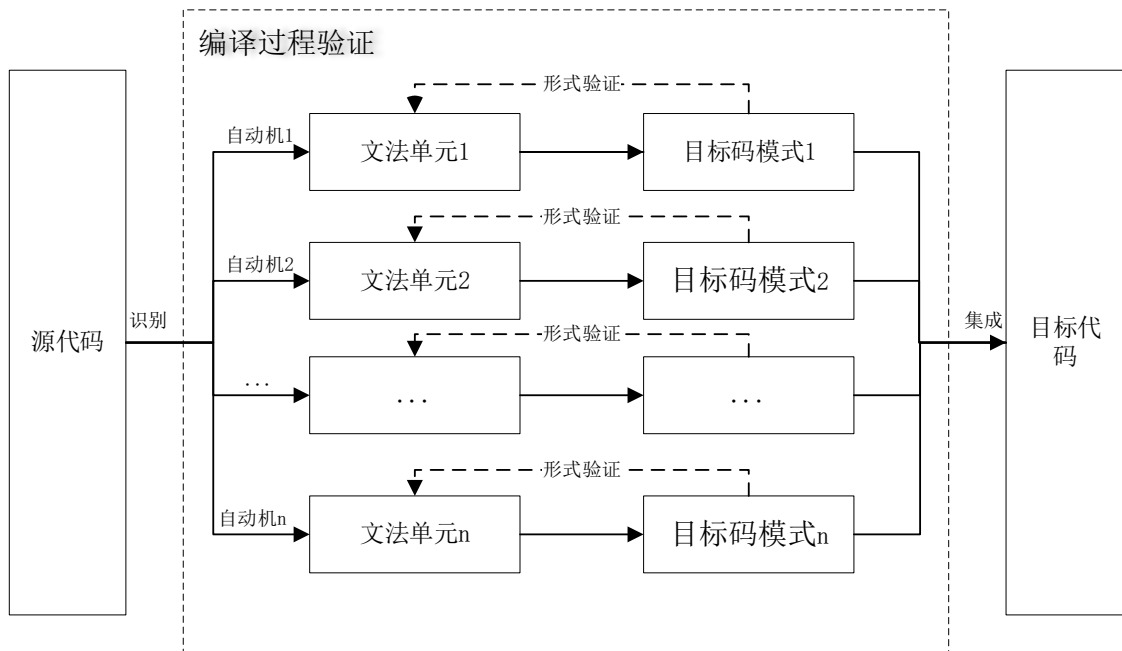 编译过程验证
形式验证
自动机1
文法单元1
目标码模式1
形式验证
自动机2
文法单元2
目标码模式2
源代码
识别
形式验证
集成
目标代
码
...
...
...
形式验证
自动机n
文法单元n
目标码模式n